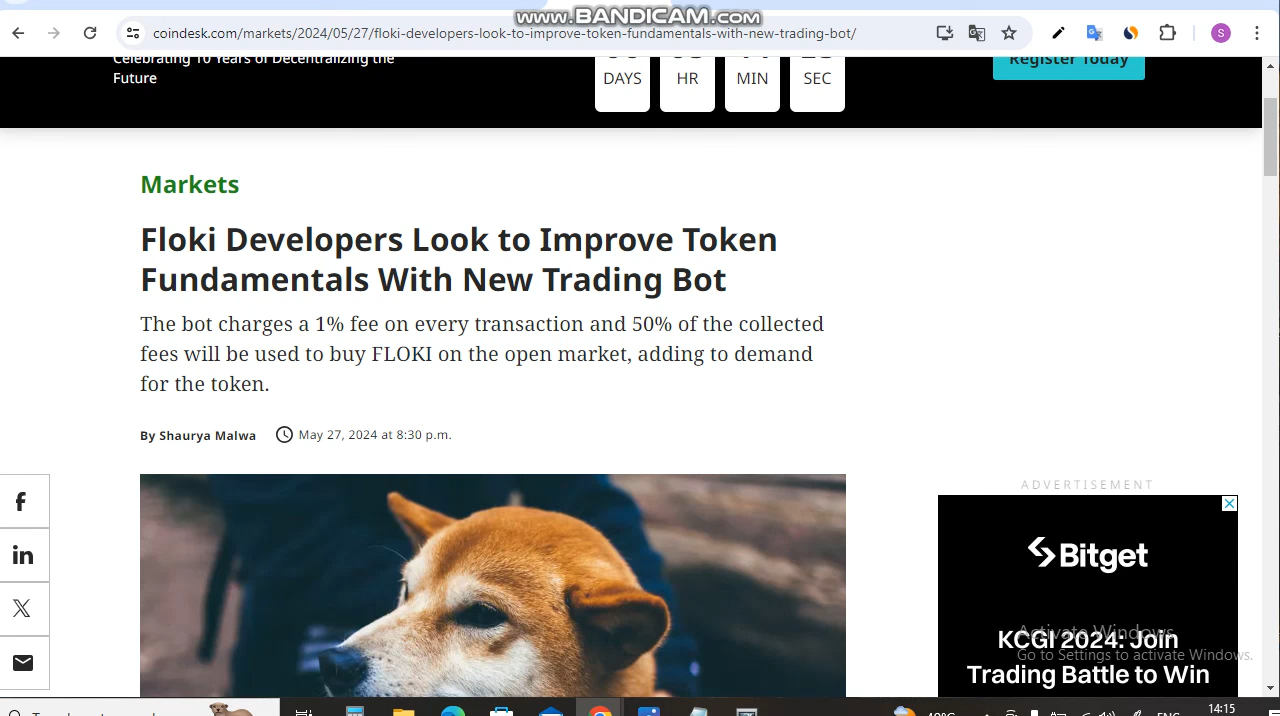 www.BANDICAM.com
coindesk.com/markets/2024/05/27/floki-developers-look-to-improve-token-fundamentals-with-new-trading-bot/
S
Celebrating 10 Years of Decentralizing the
Future
DAYS HR MIN SEC
Register Today
Markets
Floki Developers Look to Improve Token
Fundamentals With New Trading Bot
The bot charges a 1% fee on every transaction and 50% of the collected
fees will be used to buy FLOKI on the open market, adding to demand
for the token.
By Shaurya Malwa May 27, 2024 at 8:30 p.m.
ADVERTISEMENT
Bitget
KCGI 2024: Join
Trading Battle to Win
Activate Windows
Go to Settings to activate Windows.
14:15